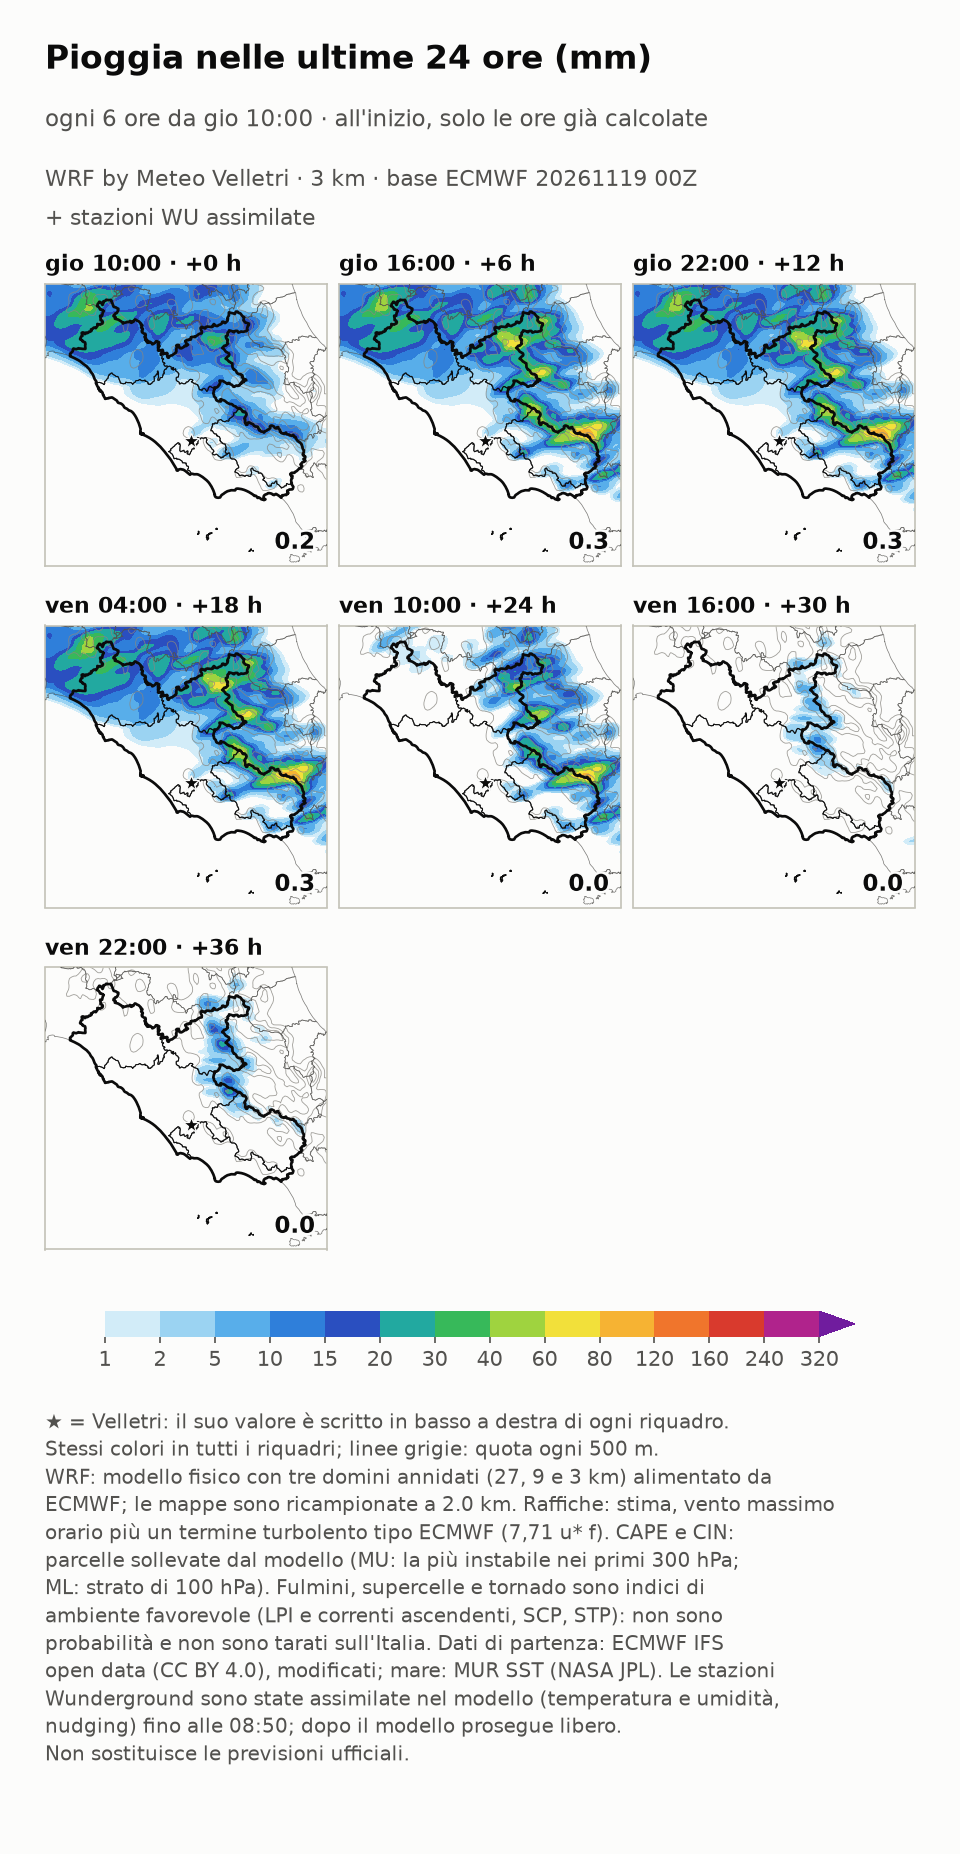 Pioggia nelle ultime 24 ore (mm)
ogni 6 ore da gio 10:00 · all'inizio, solo le ore già calcolate
WRF by Meteo Velletri · 3 km · base ECMWF 20261119 00Z
+ stazioni WU assimilate
gio 10:00 · +0 h
gio 16:00 · +6 h
gio 22:00 · +12 h
0.2
0.3
0.3
ven 04:00 · +18 h
ven 10:00 · +24 h
ven 16:00 · +30 h
0.3
0.0
0.0
ven 22:00 · +36 h
0.0
1 2 5 10 15 20 30 40 60 80 120 160 240 320
★ = Velletri: il suo valore è scritto in basso a destra di ogni riquadro.
Stessi colori in tutti i riquadri; linee grigie: quota ogni 500 m.
WRF: modello fisico con tre domini annidati (27, 9 e 3 km) alimentato da
ECMWF; le mappe sono ricampionate a 2.0 km. Raffiche: stima, vento massimo
orario più un termine turbolento tipo ECMWF (7,71 u* f). CAPE e CIN:
parcelle sollevate dal modello (MU: la più instabile nei primi 300 hPa;
ML: strato di 100 hPa). Fulmini, supercelle e tornado sono indici di
ambiente favorevole (LPI e correnti ascendenti, SCP, STP): non sono
probabilità e non sono tarati sull'Italia. Dati di partenza: ECMWF IFS
open data (CC BY 4.0), modificati; mare: MUR SST (NASA JPL). Le stazioni
Wunderground sono state assimilate nel modello (temperatura e umidità,
nudging) fino alle 08:50; dopo il modello prosegue libero.
Non sostituisce le previsioni ufficiali.